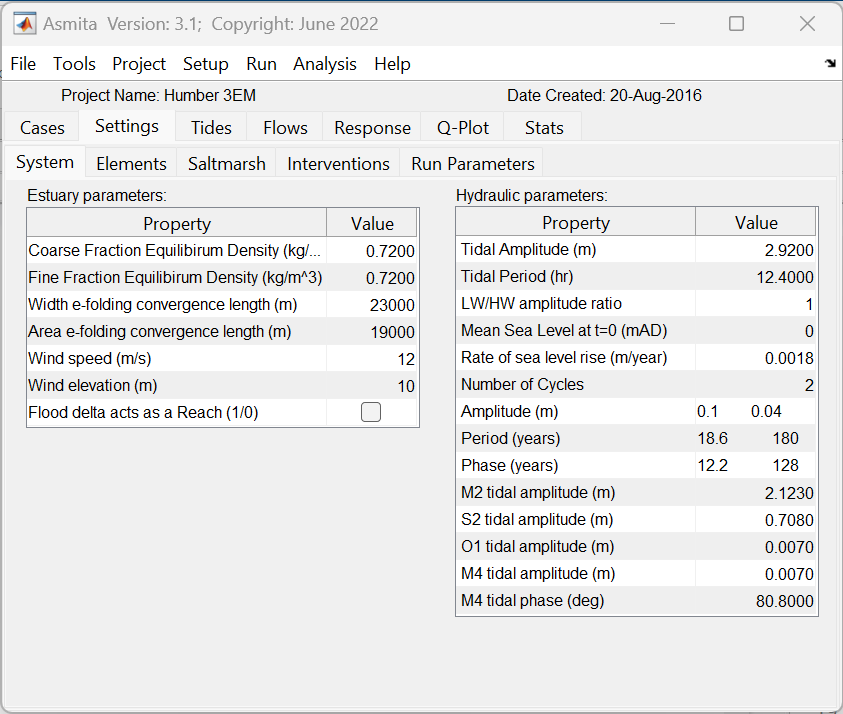 Asmita Version: 3.1; Copyright: June 2022
File Tools Project Setup Run Analysis Help
Project Name: Humber 3EM Date Created: 20-Aug-2016
Cases Settings Tides Flows Response Q-Plot Stats
System Elements Saltmarsh Interventions Run Parameters
Estuary parameters:
Property Value
Coarse Fraction Equilibirum Density (kg/... 0.7200
Fine Fraction Equilibirum Density (kg/m^3) 0.7200
Width e-folding convergence length (m) 23000
Area e-folding convergence length (m) 19000
Wind speed (m/s) 12
Wind elevation (m) 10
Flood delta acts as a Reach (1/0)
Hydraulic parameters:
Property Value
Tidal Amplitude (m) 2.9200
Tidal Period (hr) 12.4000
LW/HW amplitude ratio 1
Mean Sea Level at t=0 (mAD) 0
Rate of sea level rise (m/year) 0.0018
Number of Cycles 2
Amplitude (m) 0.1 0.04
Period (years) 18.6 180
Phase (years) 12.2 128
M2 tidal amplitude (m) 2.1230
S2 tidal amplitude (m) 0.7080
O1 tidal amplitude (m) 0.0070
M4 tidal amplitude (m) 0.0070
M4 tidal phase (deg) 80.8000